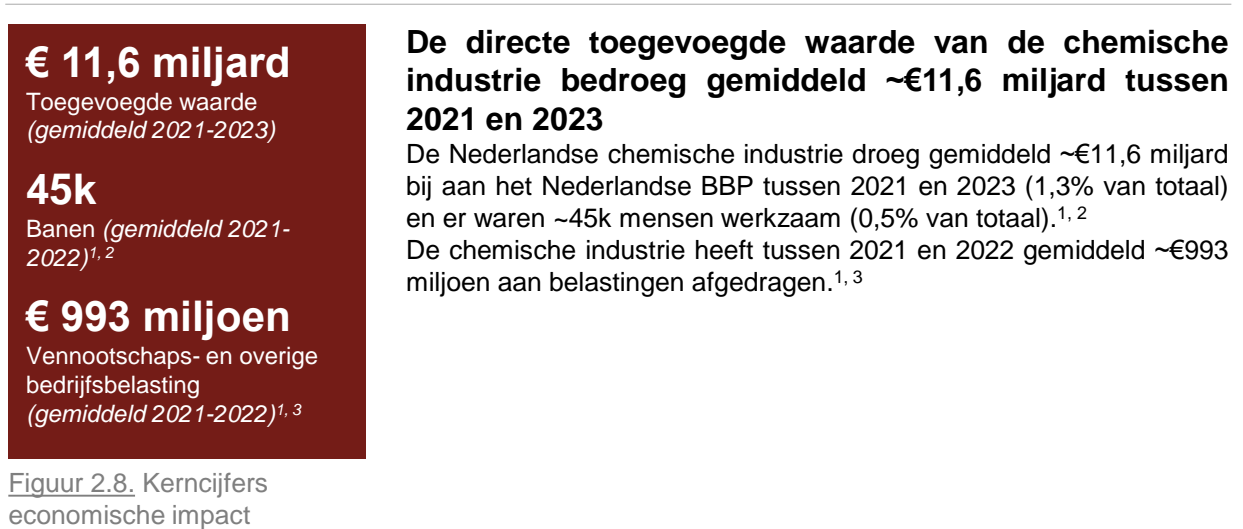 € 11,6 miljard
Toegevoegde waarde
(gemiddeld 2021-2023)
45k
Banen (gemiddeld 2021-
2022)1, 2
€ 993 miljoen
Vennootschaps- en overige
bedrijfsbelasting
(gemiddeld 2021-2022)1, 3
Figuur 2.8. Kerncijfers
economische impact
De directe toegevoegde waarde van de chemische
industrie bedroeg gemiddeld ~€11,6 miljard tussen
2021 en 2023
De Nederlandse chemische industrie droeg gemiddeld ~€11,6 miljard
bij aan het Nederlandse BBP tussen 2021 en 2023 (1,3% van totaal)
en er waren ~45k mensen werkzaam (0,5% van totaal).1, 2
De chemische industrie heeft tussen 2021 en 2022 gemiddeld ~€993
miljoen aan belastingen afgedragen.1, 3